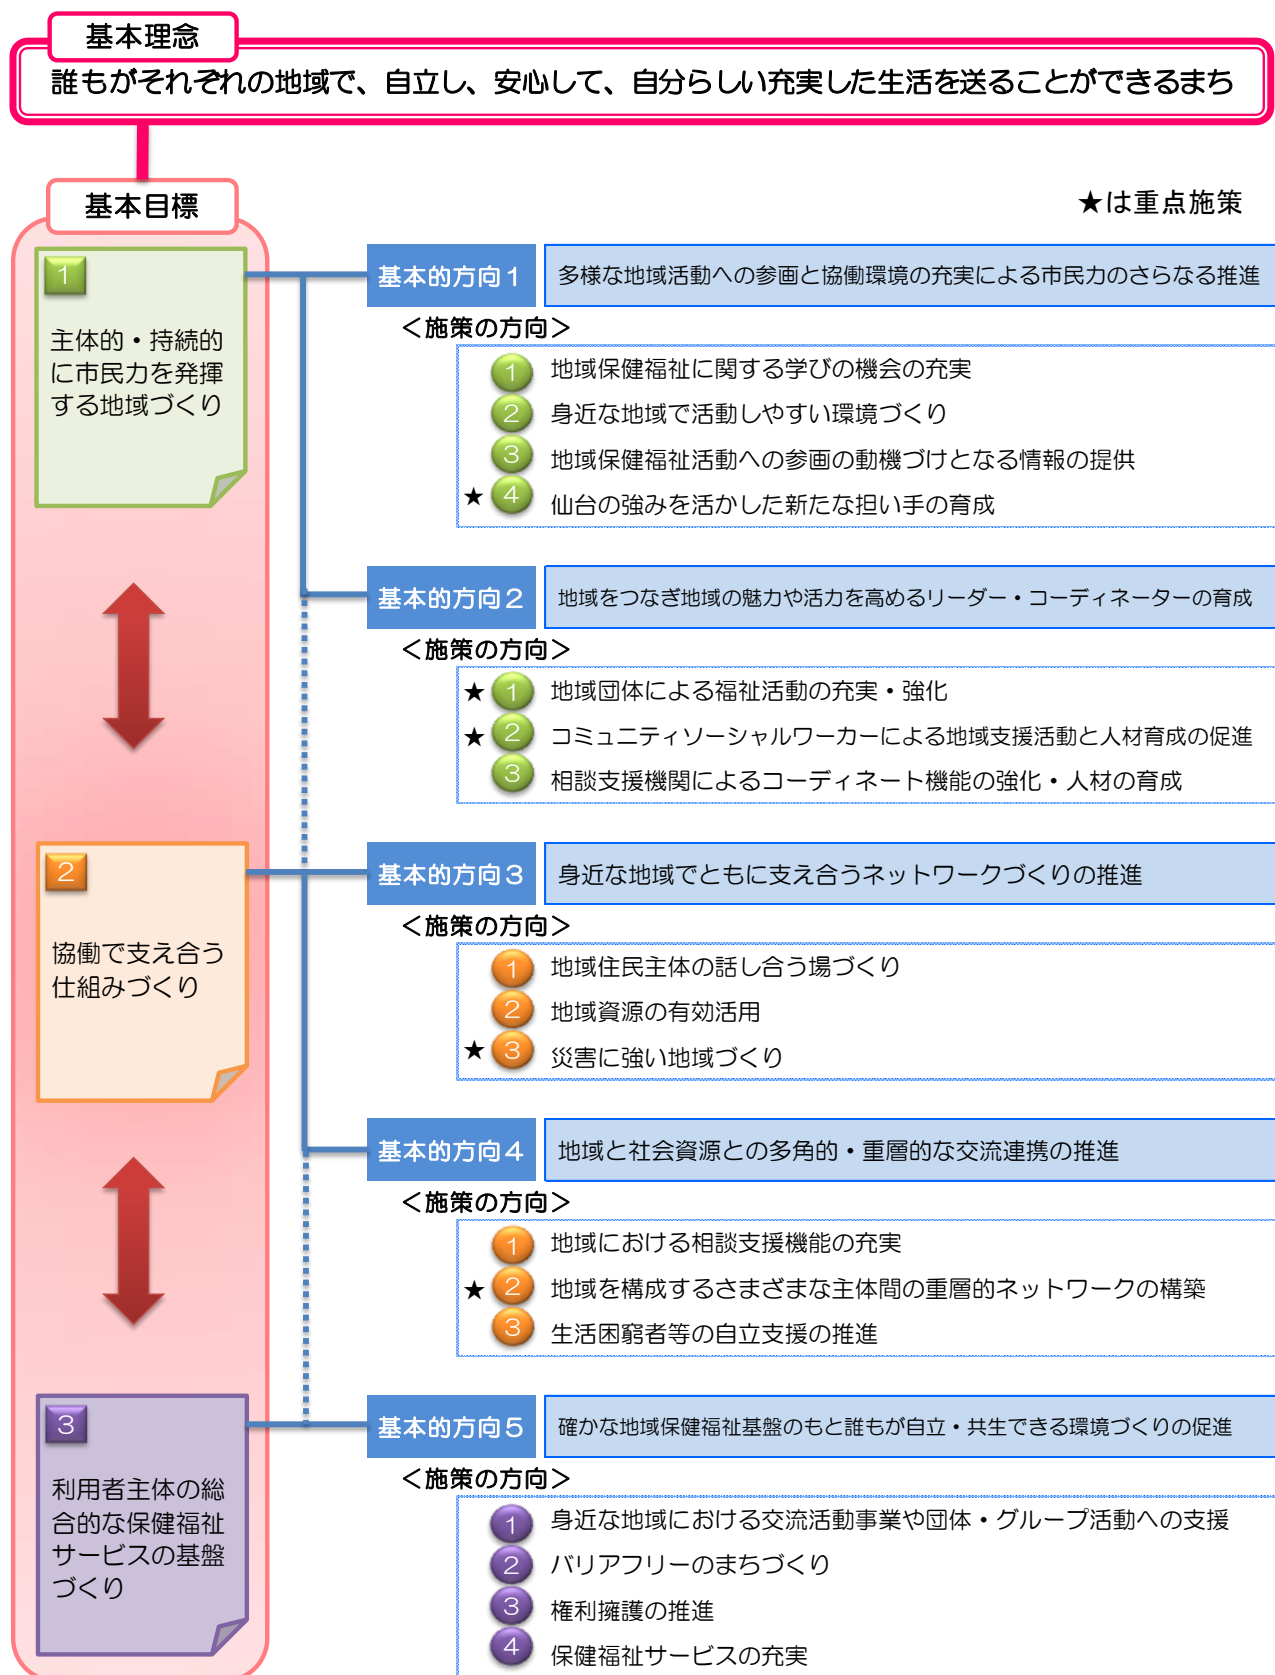 基本理念
誰もがそれぞれの地域で、自立し、安心して、自分らしい充実した生活を送ることができるまち
基本目標
★は重点施策
1
主体的・持続的
に市民力を発揮
する地域づくり
基本的方向1
多様な地域活動への参画と協働環境の充実による市民力のさらなる推進
＜施策の方向＞
1 地域保健福祉に関する学びの機会の充実
2 身近な地域で活動しやすい環境づくり
3 地域保健福祉活動への参画の動機づけとなる情報の提供
★ 4 仙台の強みを活かした新たな担い手の育成
基本的方向2
地域をつなぎ地域の魅力や活力を高めるリーダー・コーディネーターの育成
＜施策の方向＞
★ 1 地域団体による福祉活動の充実・強化
★ 2 コミュニティソーシャルワーカーによる地域支援活動と人材育成の促進
3 相談支援機関によるコーディネート機能の強化・人材の育成
2
協働で支え合う
仕組みづくり
基本的方向3
身近な地域でともに支え合うネットワークづくりの推進
＜施策の方向＞
1 地域住民主体の話し合う場づくり
2 地域資源の有効活用
★ 3 災害に強い地域づくり
基本的方向4
地域と社会資源との多角的・重層的な交流連携の推進
＜施策の方向＞
1 地域における相談支援機能の充実
★ 2 地域を構成するさまざまな主体間の重層的ネットワークの構築
3 生活困窮者等の自立支援の推進
3
利用者主体の総
合的な保健福祉
サービスの基盤
づくり
基本的方向5
確かな地域保健福祉基盤のもと誰もが自立・共生できる環境づくりの促進
＜施策の方向＞
1 身近な地域における交流活動事業や団体・グループ活動への支援
2 バリアフリーのまちづくり
3 権利擁護の推進
4 保健福祉サービスの充実